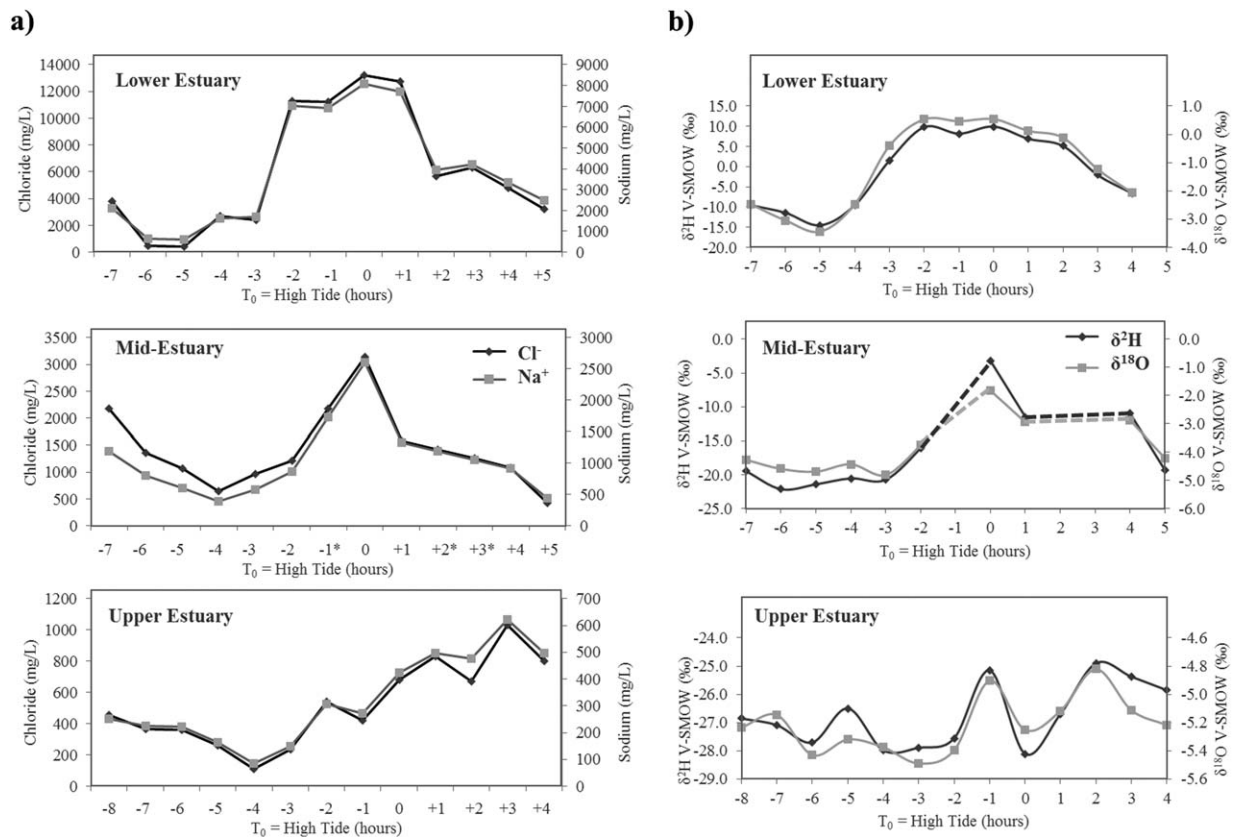 a)
Lower Estuary
Chloride (mg/L)
14000
12000
10000
8000
6000
4000
2000
0
Sodium (mg/L)
9000
8000
7000
6000
5000
4000
3000
2000
1000
0
-7 -6 -5 -4 -3 -2 -1 0 +1 +2 +3 +4 +5
T₀ = High Tide (hours)
Mid-Estuary
Cl⁻
Na⁺
Chloride (mg/L)
3500
3000
2500
2000
1500
1000
500
0
Sodium (mg/L)
3000
2500
2000
1500
1000
500
0
-7 -6 -5 -4 -3 -2 -1* 0 +1 +2* +3* +4 +5
T₀ = High Tide (hours)
Upper Estuary
Chloride (mg/L)
1200
1000
800
600
400
200
0
Sodium (mg/L)
700
600
500
400
300
200
100
0
-8 -7 -6 -5 -4 -3 -2 -1 0 +1 +2 +3 +4
T₀ = High Tide (hours)
b)
Lower Estuary
δ²H V-SMOW (‰)
15.0
10.0
5.0
0.0
-5.0
-10.0
-15.0
-20.0
δ¹⁸O V-SMOW (‰)
1.0
0.0
-1.0
-2.0
-3.0
-4.0
-7 -6 -5 -4 -3 -2 -1 0 1 2 3 4 5
T₀ = High Tide (hours)
Mid-Estuary
δ²H
δ¹⁸O
δ²H V-SMOW (‰)
0.0
-5.0
-10.0
-15.0
-20.0
-25.0
δ¹⁸O V-SMOW (‰)
0.0
-1.0
-2.0
-3.0
-4.0
-5.0
-6.0
-7 -6 -5 -4 -3 -2 -1 0 1 2 3 4 5
T₀ = High Tide (hours)
Upper Estuary
δ²H V-SMOW (‰)
-24.0
-25.0
-26.0
-27.0
-28.0
-29.0
δ¹⁸O V-SMOW (‰)
-4.6
-4.8
-5.0
-5.2
-5.4
-5.6
-8 -7 -6 -5 -4 -3 -2 -1 0 1 2 3 4
T₀ = High Tide (hours)